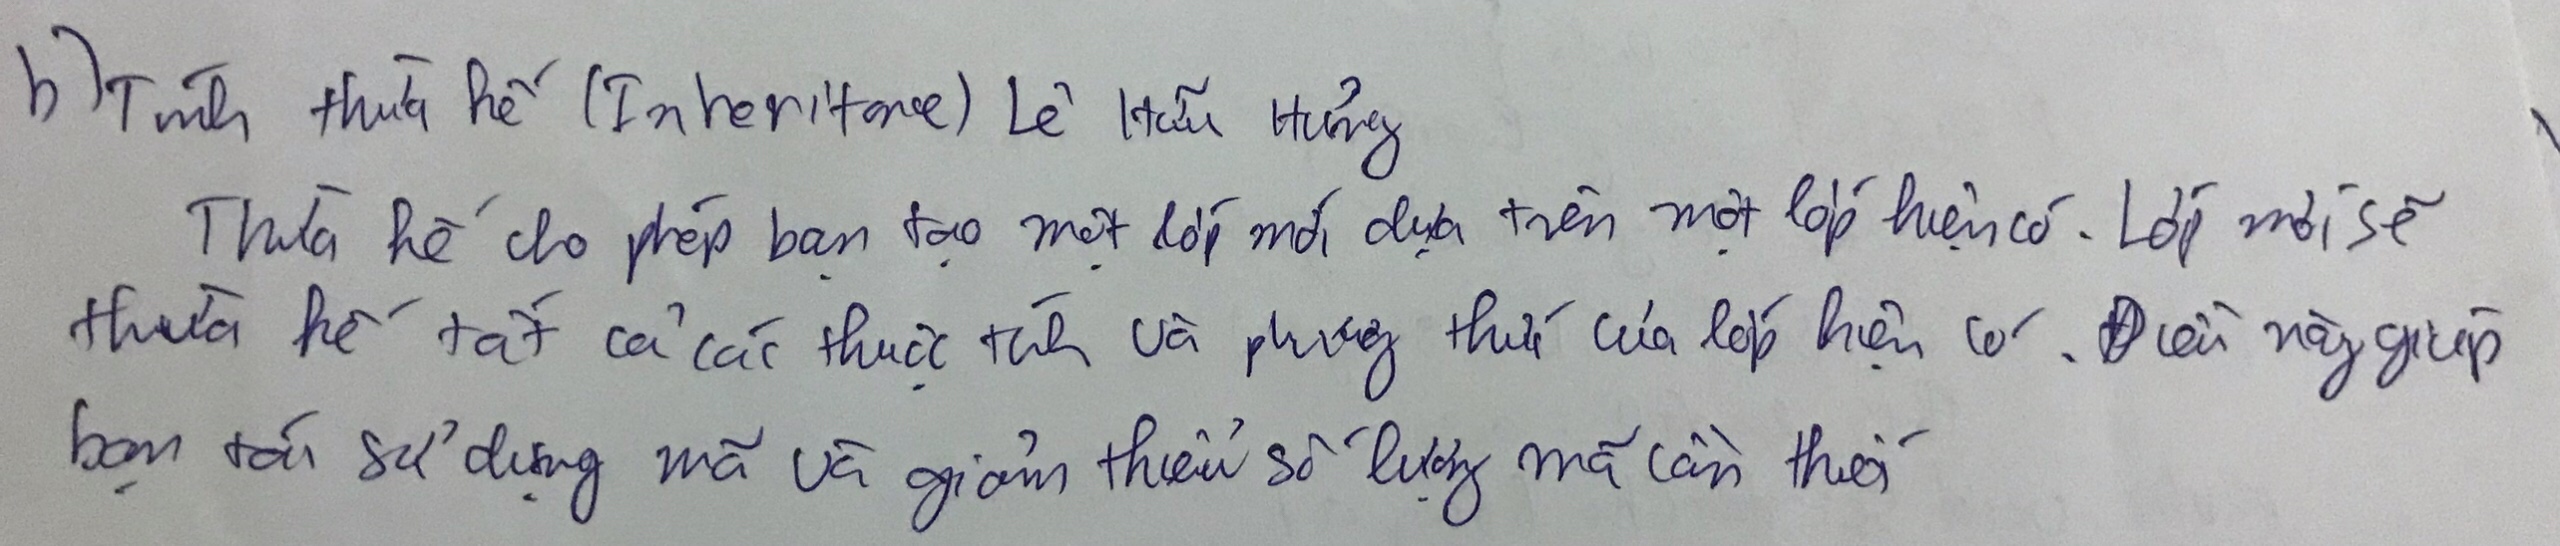 b) Tính thừa kế (Inheritance) Lê Hữu Hưởng
Thừa kế cho phép bạn tạo một lớp mới dựa trên một lớp hiện có. Lớp mới sẽ
thừa kế tất cả các thuộc tính và phương thức của lớp hiện có. Điều này giúp
bạn tái sử dụng mã và giảm thiểu số lượng mã cần thiết